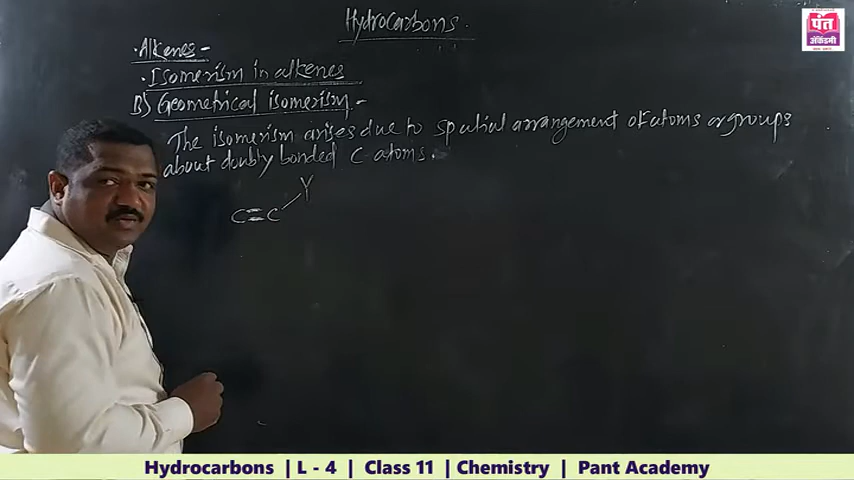 Hydrocarbons.
पंत
अ‍ॅकॅडमी
. Alkenes -
. Isomerism in alkenes
B) Geometrical isomerism -
The isomerism arises due to spatial arrangement of atoms or groups
about doubly bonded C atoms.
Y
C=C
Hydrocarbons | L - 4 | Class 11 | Chemistry | Pant Academy